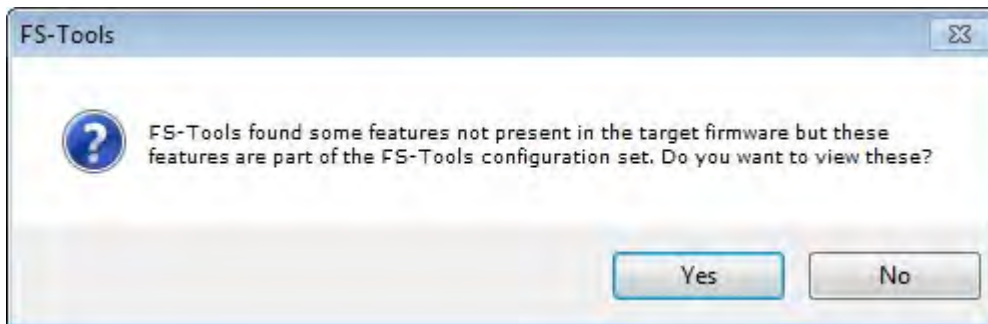 FS-Tools
FS-Tools found some features not present in the target firmware but these
features are part of the FS-Tools configuration set. Do you want to view these?
Yes No